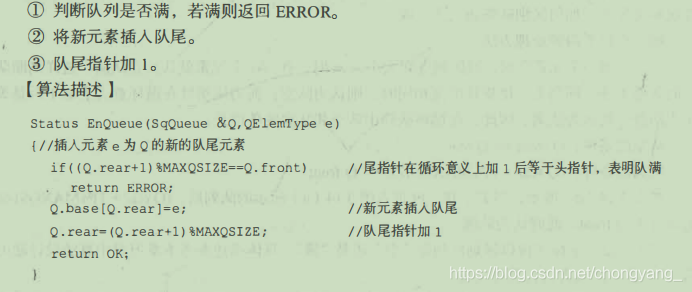 ① 判断队列是否满，若满则返回 ERROR。
② 将新元素插入队尾。
③ 队尾指针加 1。
【算法描述】
Status EnQueue(SqQueue &Q,QElemType e)
{//插入元素 e 为 Q 的新的队尾元素
if((Q.rear+1)%MAXQSIZE==Q.front) //尾指针在循环意义上加 1 后等于头指针，表明队满
return ERROR;
Q.base[Q.rear]=e; //新元素插入队尾
Q.rear=(Q.rear+1)%MAXQSIZE; //队尾指针加 1
return OK;
}
https://blog.csdn.net/chongyang_